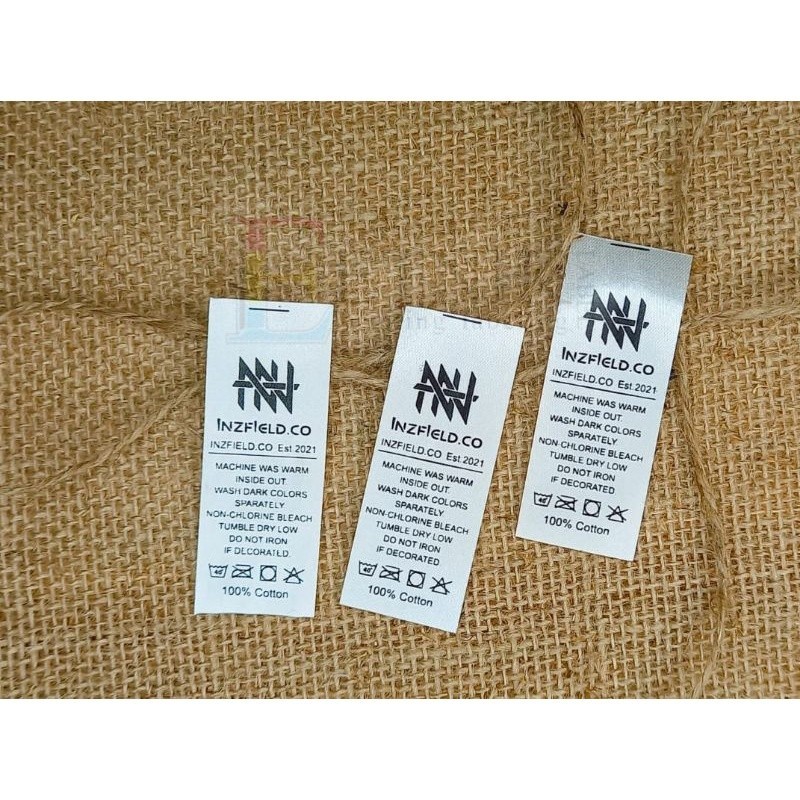 INZFIELD.CO
INZFIELD.CO Est.2021
MACHINE WAS WARM
INSIDE OUT.
WASH DARK COLORS
SPARATELY
NON-CHLORINE BLEACH
TUMBLE DRY LOW
DO NOT IRON
IF DECORATED.
40°
100% Cotton
INZFIELD.CO
INZFIELD.CO Est.2021
MACHINE WAS WARM
INSIDE OUT.
WASH DARK COLORS
SPARATELY
NON-CHLORINE BLEACH
TUMBLE DRY LOW
DO NOT IRON
IF DECORATED
40°
100% Cotton
INZFIELD.CO
INZFIELD.CO Est.2021
MACHINE WAS WARM
INSIDE OUT.
WASH DARK COLORS
SPARATELY
NON-CHLORINE BLEACH
TUMBLE DRY LOW
DO NOT IRON
IF DECORATED
40°
100% Cotton